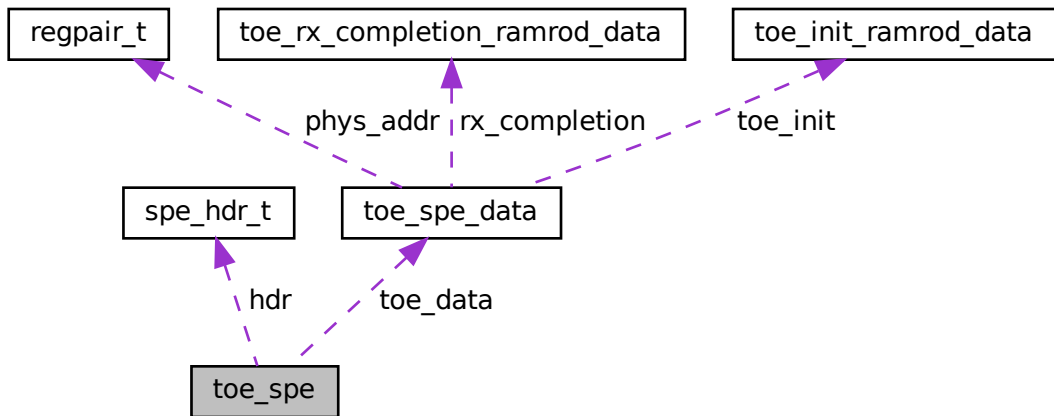 regpair_t
toe_rx_completion_ramrod_data
toe_init_ramrod_data
phys_addr
rx_completion
toe_init
spe_hdr_t
toe_spe_data
hdr
toe_data
toe_spe